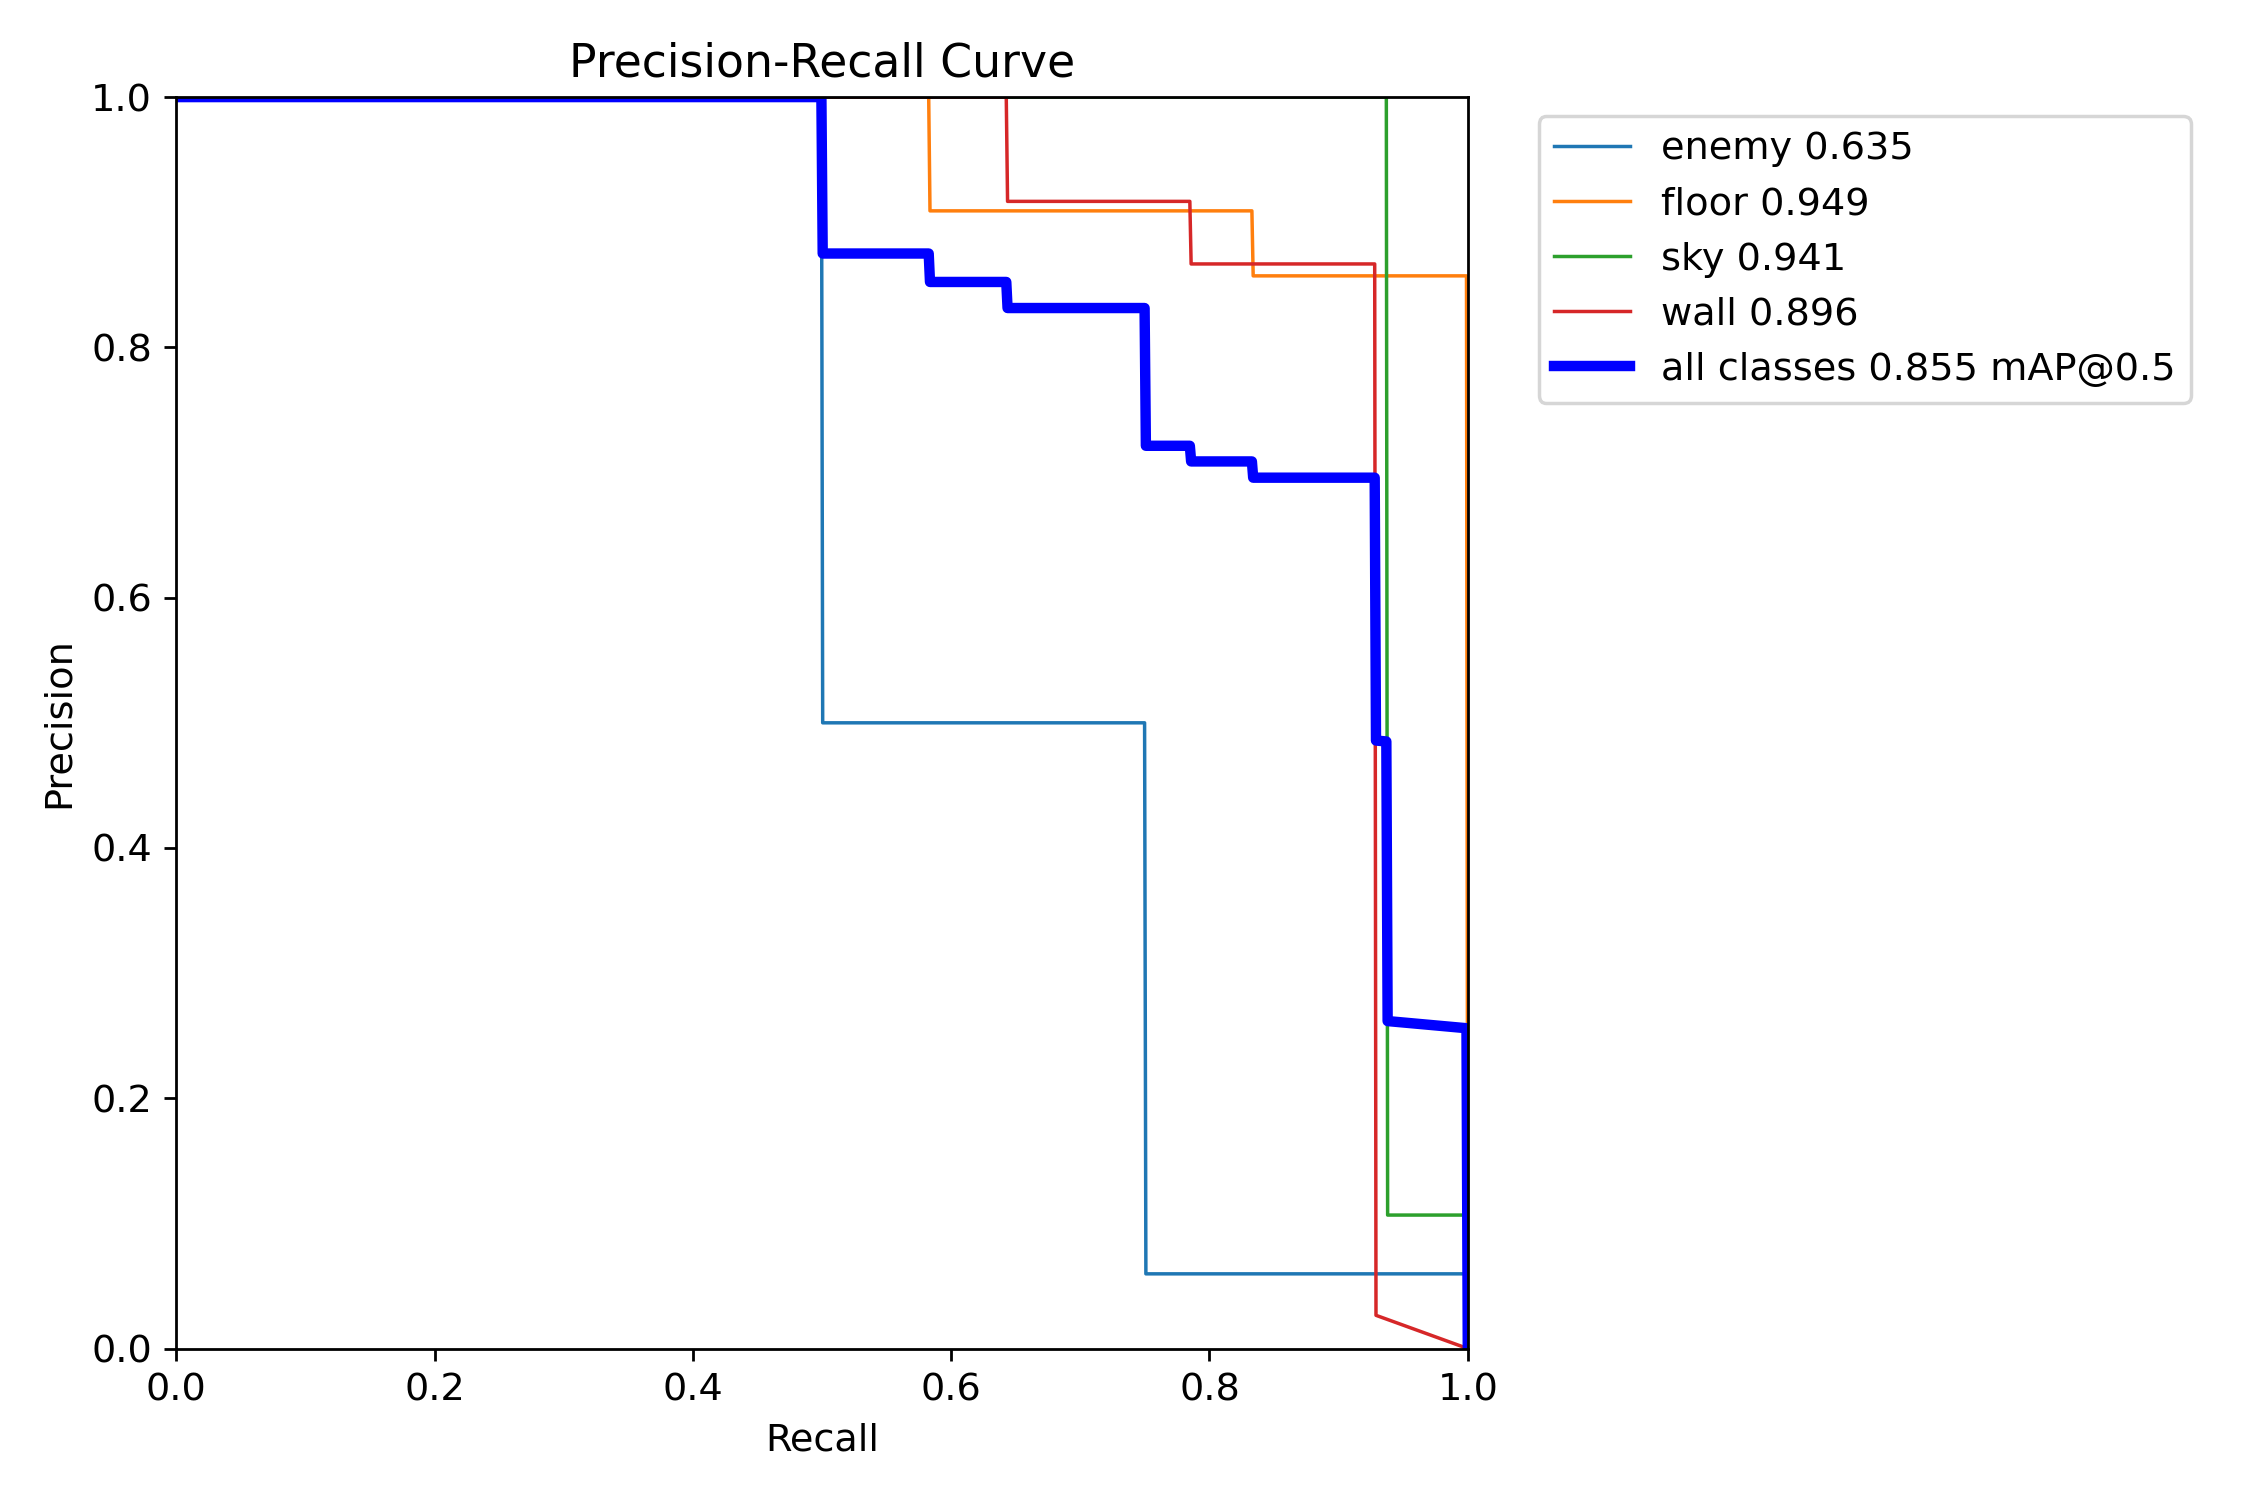 Precision-Recall Curve
1.0
0.8
0.6
0.4
0.2
0.0
Precision
0.0 0.2 0.4 0.6 0.8 1.0
Recall
enemy 0.635
floor 0.949
sky 0.941
wall 0.896
all classes 0.855 mAP@0.5